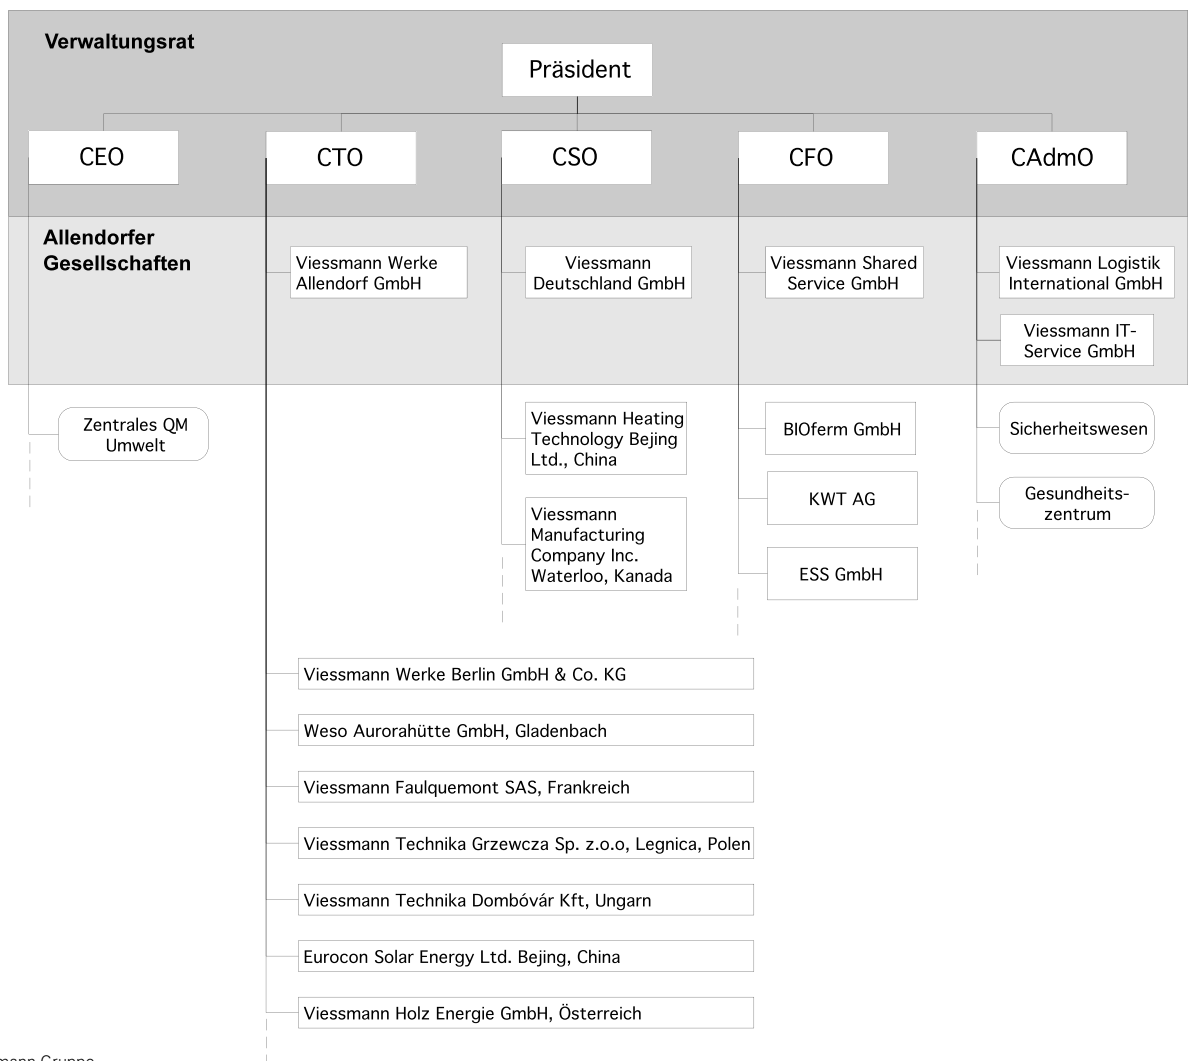 Verwaltungsrat
Präsident
CEO
CTO
CSO
CFO
CAdmO
Allendorfer
Gesellschaften
Viessmann Werke
Allendorf GmbH
Viessmann
Deutschland GmbH
Viessmann Shared
Service GmbH
Viessmann Logistik
International GmbH
Viessmann IT-
Service GmbH
Zentrales QM
Umwelt
Viessmann Heating
Technology Bejing
Ltd., China
Viessmann
Manufacturing
Company Inc.
Waterloo, Kanada
BIOferm GmbH
KWT AG
ESS GmbH
Sicherheitswesen
Gesundheits-
zentrum
Viessmann Werke Berlin GmbH & Co. KG
Weso Aurorahütte GmbH, Gladenbach
Viessmann Faulquemont SAS, Frankreich
Viessmann Technika Grzewcza Sp. z.o.o, Legnica, Polen
Viessmann Technika Dombóvár Kft, Ungarn
Eurocon Solar Energy Ltd. Bejing, China
Viessmann Holz Energie GmbH, Österreich